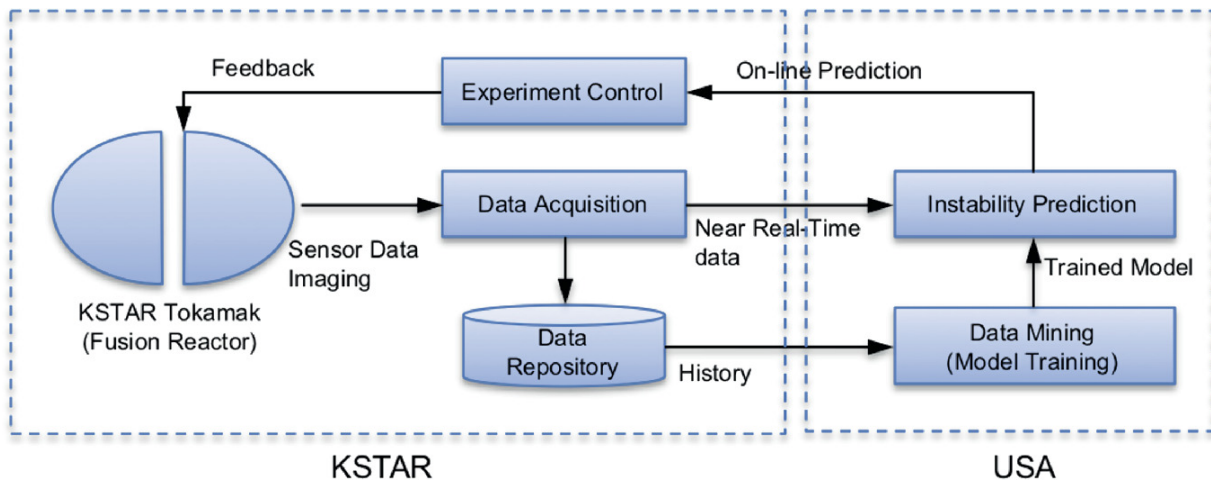 Feedback
Experiment Control
On-line Prediction
Data Acquisition
Instability Prediction
Sensor Data
Imaging
Near Real-Time
data
Trained Model
KSTAR Tokamak
(Fusion Reactor)
Data
Repository
History
Data Mining
(Model Training)
KSTAR
USA